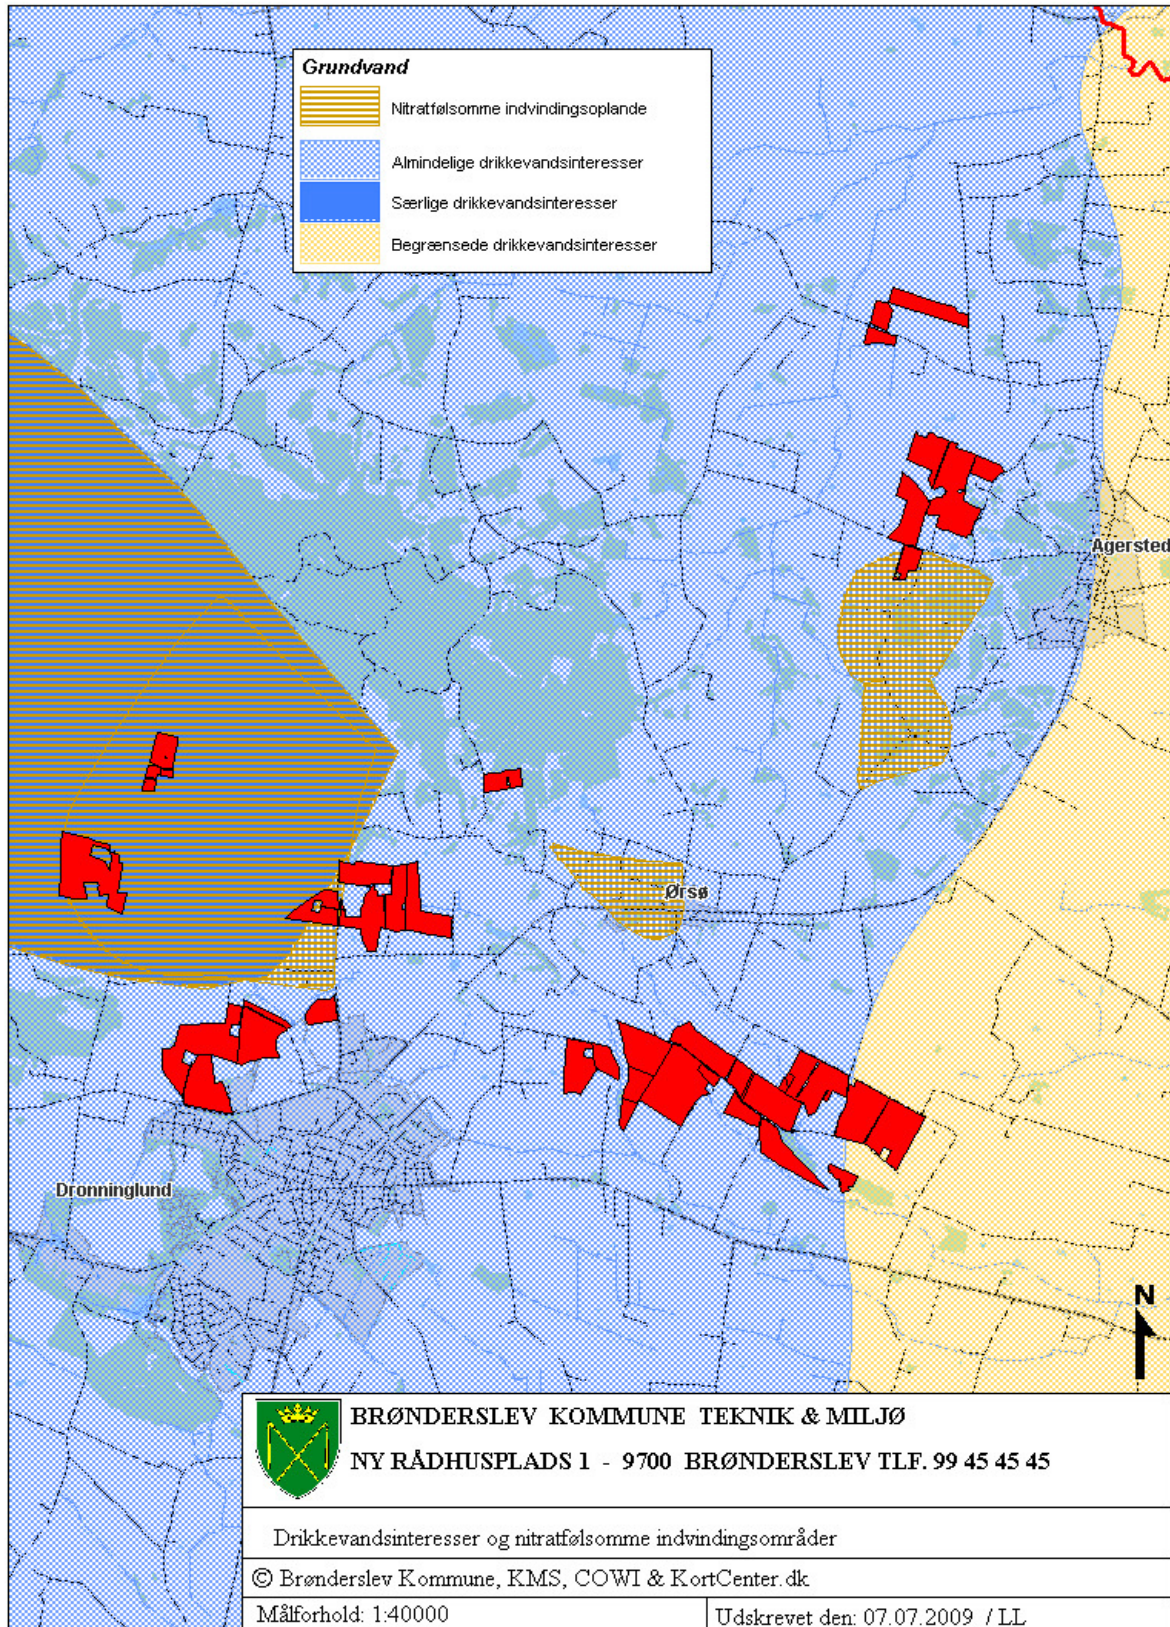 Grundvand
Nitratfølsomme indvindingsoplande
Almindelige drikkevandsinteresser
Særlige drikkevandsinteresser
Begrænsede drikkevandsinteresser
Agersted
Ørsø
Dronninglund
N
BRØNDERSLEV KOMMUNE TEKNIK & MILJØ
NY RÅDHUSPLADS 1 - 9700 BRØNDERSLEV TLF. 99 45 45 45
Drikkevandsinteresser og nitratfølsomme indvindingsområder
© Brønderslev Kommune, KMS, COWI & KortCenter.dk
Målforhold: 1:40000
Udskrevet den: 07.07.2009 / LL